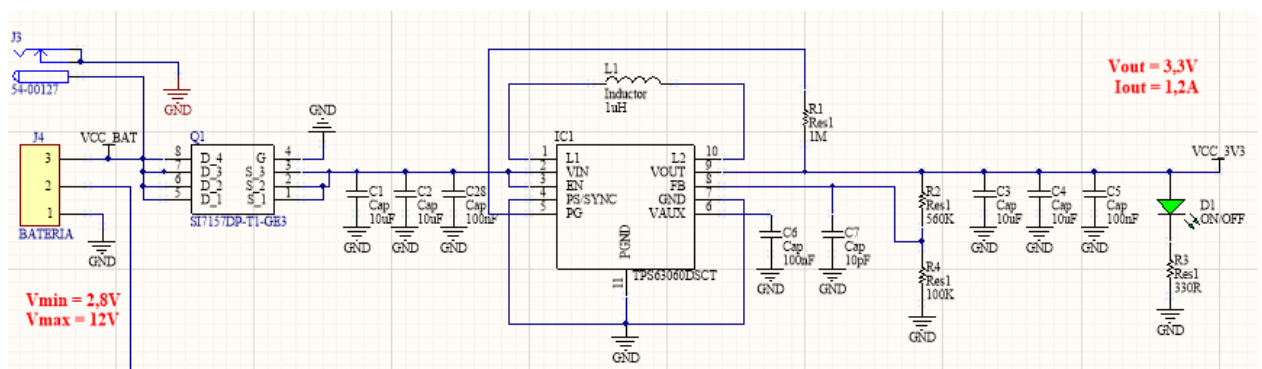 J3
54-00127
GND
J4
VCC_BAT
3
2
1
BATERIA
GND
Vmin = 2,8V
Vmax = 12V
Q1
8 D_4 G 4
7 D_3 S_3 3
6 D_2 S_2 2
5 D_1 S_1 1
SI7157DP-T1-GE3
GND
C1
Cap
10uF
GND
C2
Cap
10uF
GND
C28
Cap
100nF
GND
L1
Inductor
1uH
IC1
1 L1 L2 10
2 VIN VOUT 9
3 EN FB 8
4 PS/SYNC GND 7
5 PG VAUX 6
PGND
11
TPS63060DSCT
GND
C6
Cap
100nF
GND
C7
Cap
10pF
GND
R1
Res1
1M
R2
Res1
560K
R4
Res1
100K
GND
C3
Cap
10uF
GND
C4
Cap
10uF
GND
C5
Cap
100nF
GND
Vout = 3,3V
Iout = 1,2A
VCC_3V3
D1
ON/OFF
R3
Res1
330R
GND